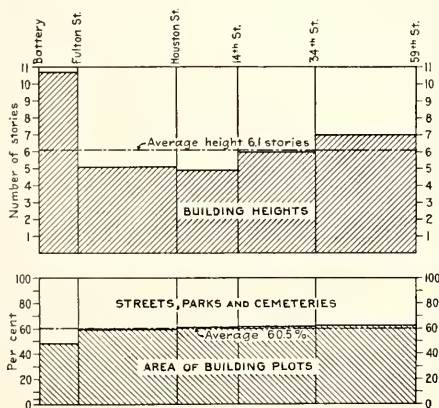 Battery
Fulton St.
Houston St.
14th St.
34th St.
59th St.
11
10
9
8
7
6
5
4
3
2
1
Number of stories
Average height 6.1 stories
BUILDING HEIGHTS
11
10
9
8
7
6
5
4
3
2
1
100
80
60
40
20
0
Per cent
STREETS, PARKS AND CEMETERIES
Average 60.5%
AREA OF BUILDING PLOTS
100
80
60
40
20
0